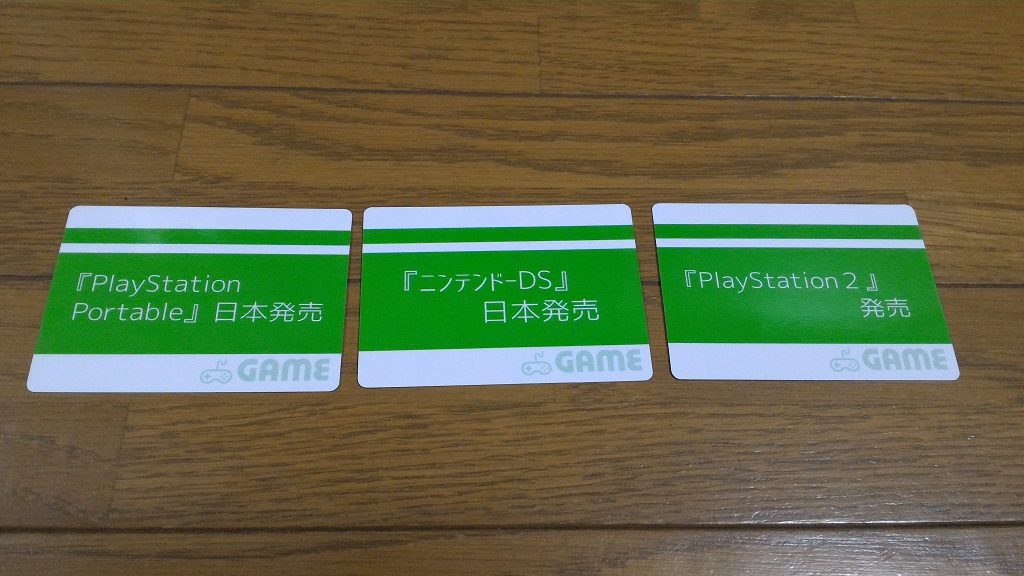 『PlayStation
Portable』日本発売
GAME
『ニンテンドーDS』
日本発売
GAME
『PlayStation2』
発売
GAME